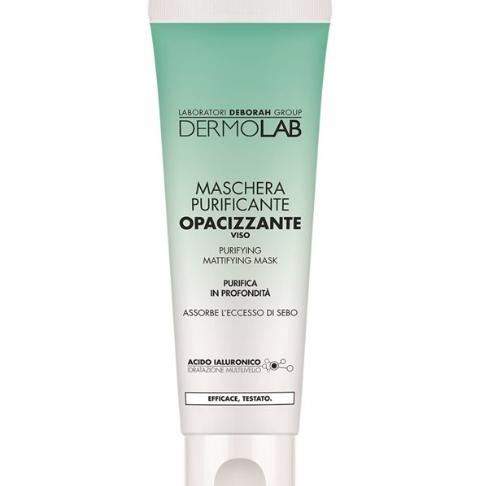 LABORATORI DEBORAH GROUP
DERMOLAB
MASCHERA
PURIFICANTE
OPACIZZANTE
VISO
PURIFYING
MATTIFYING MASK
PURIFICA
IN PROFONDITÀ
ASSORBE L'ECCESSO DI SEBO
ACIDO IALURONICO
IDRATAZIONE MULTILIVELLO
EFFICACE, TESTATO.